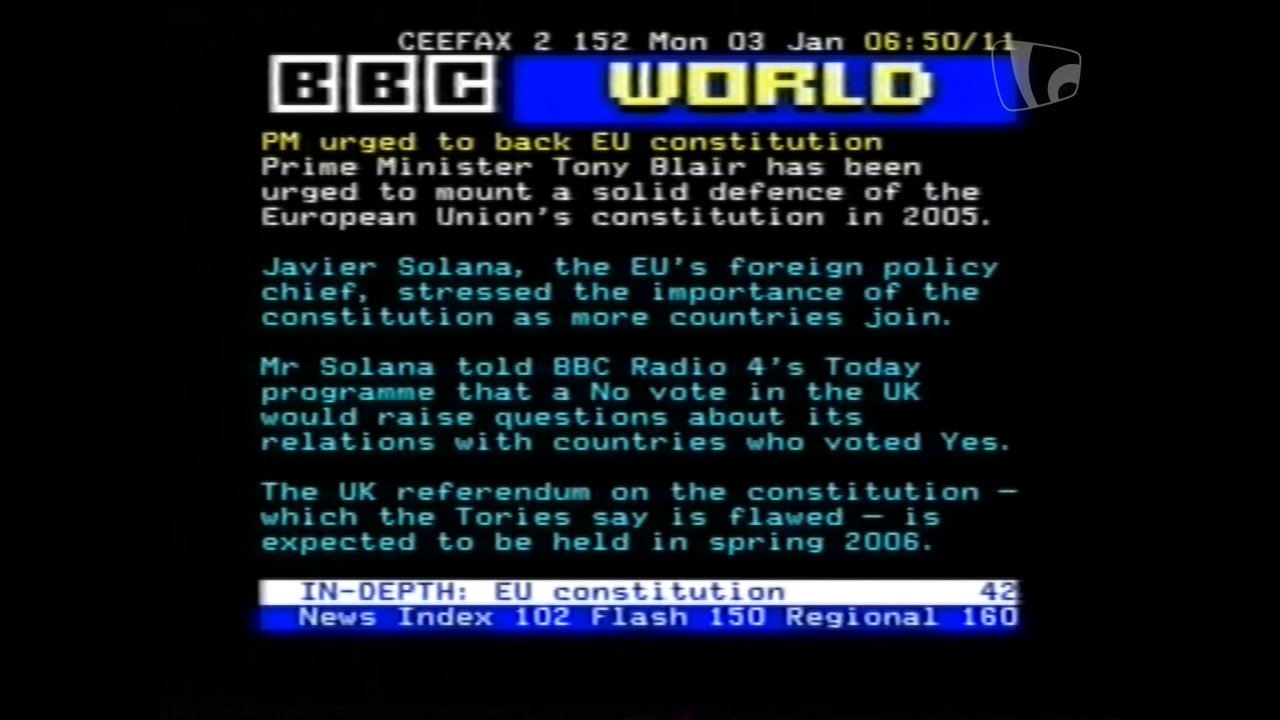 CEEFAX 2 152 Mon 03 Jan 06:50/11
BBC WORLD
PM urged to back EU constitution
Prime Minister Tony Blair has been
urged to mount a solid defence of the
European Union's constitution in 2005.
Javier Solana, the EU's foreign policy
chief, stressed the importance of the
constitution as more countries join.
Mr Solana told BBC Radio 4's Today
programme that a No vote in the UK
would raise questions about its
relations with countries who voted Yes.
The UK referendum on the constitution —
which the Tories say is flawed — is
expected to be held in spring 2006.
IN-DEPTH: EU constitution 42
News Index 102 Flash 150 Regional 160